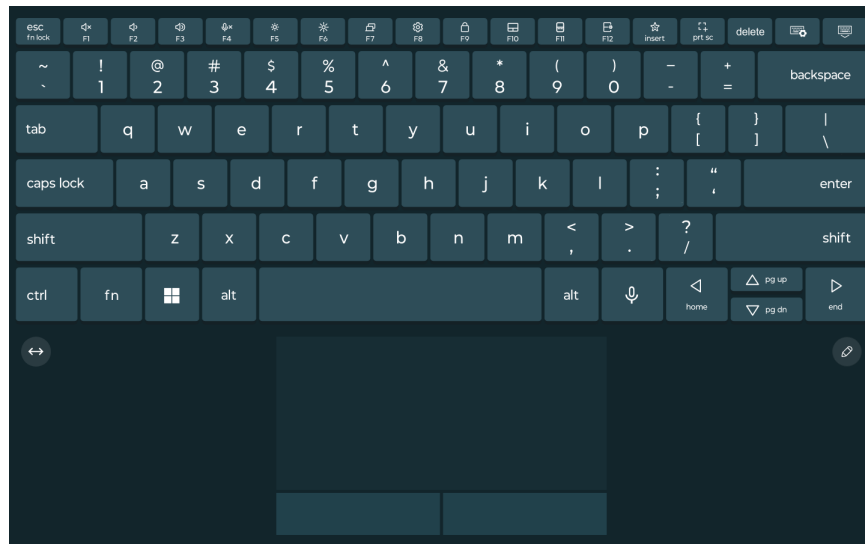 esc F1 F2 F3 F4 F5 F6 F7 F8 F9 F10 F11 F12 insert prt sc delete
fn lock
~ ! @ # $ % ^ & * ( ) _ + backspace
` 1 2 3 4 5 6 7 8 9 0 - =
tab q w e r t y u i o p { } |
[ ] \
caps lock a s d f g h j k l : “ enter
; ‘
shift z x c v b n m < > ? shift
, . /
ctrl fn alt alt home pg up end
pg dn